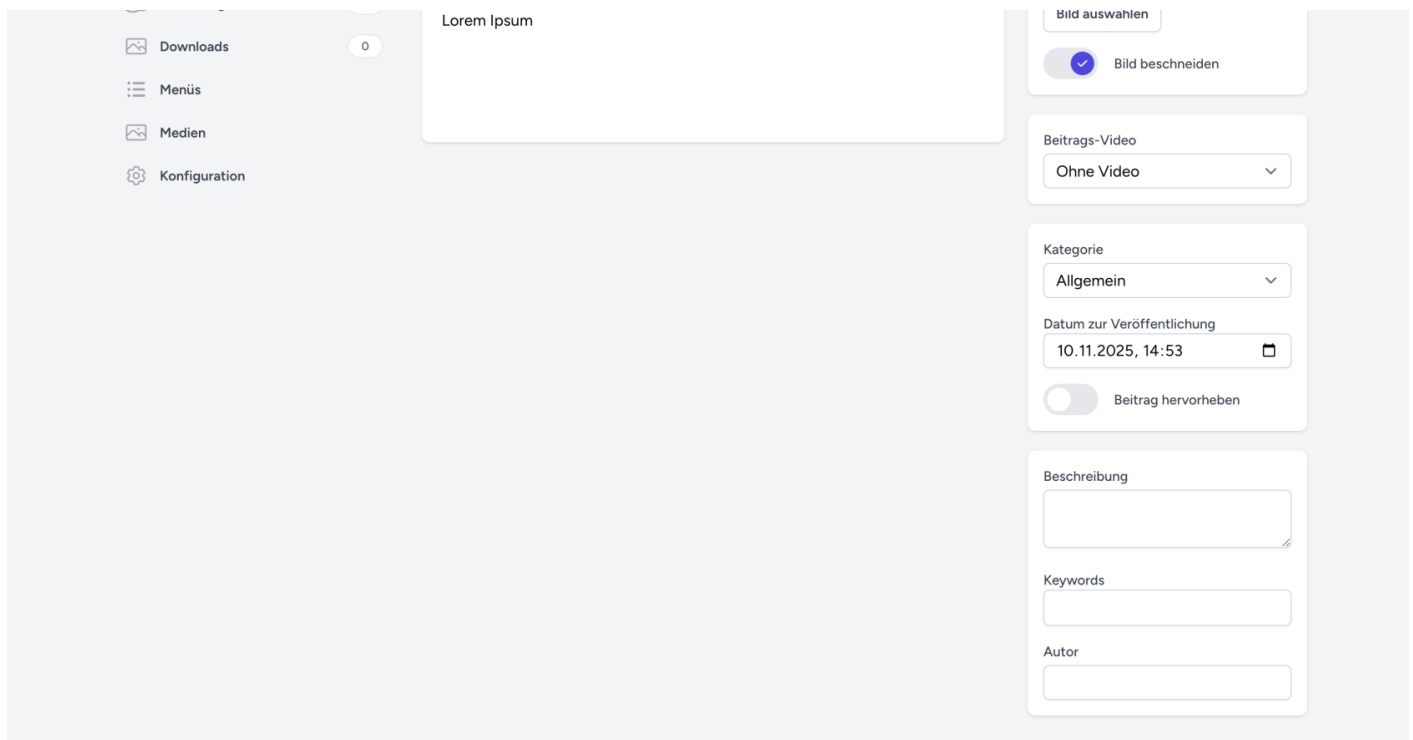 Downloads
0
Menüs
Medien
Konfiguration
Lorem Ipsum
Bild auswählen
Bild beschneiden
Beitrags-Video
Ohne Video
Kategorie
Allgemein
Datum zur Veröffentlichung
10.11.2025, 14:53
Beitrag hervorheben
Beschreibung
Keywords
Autor